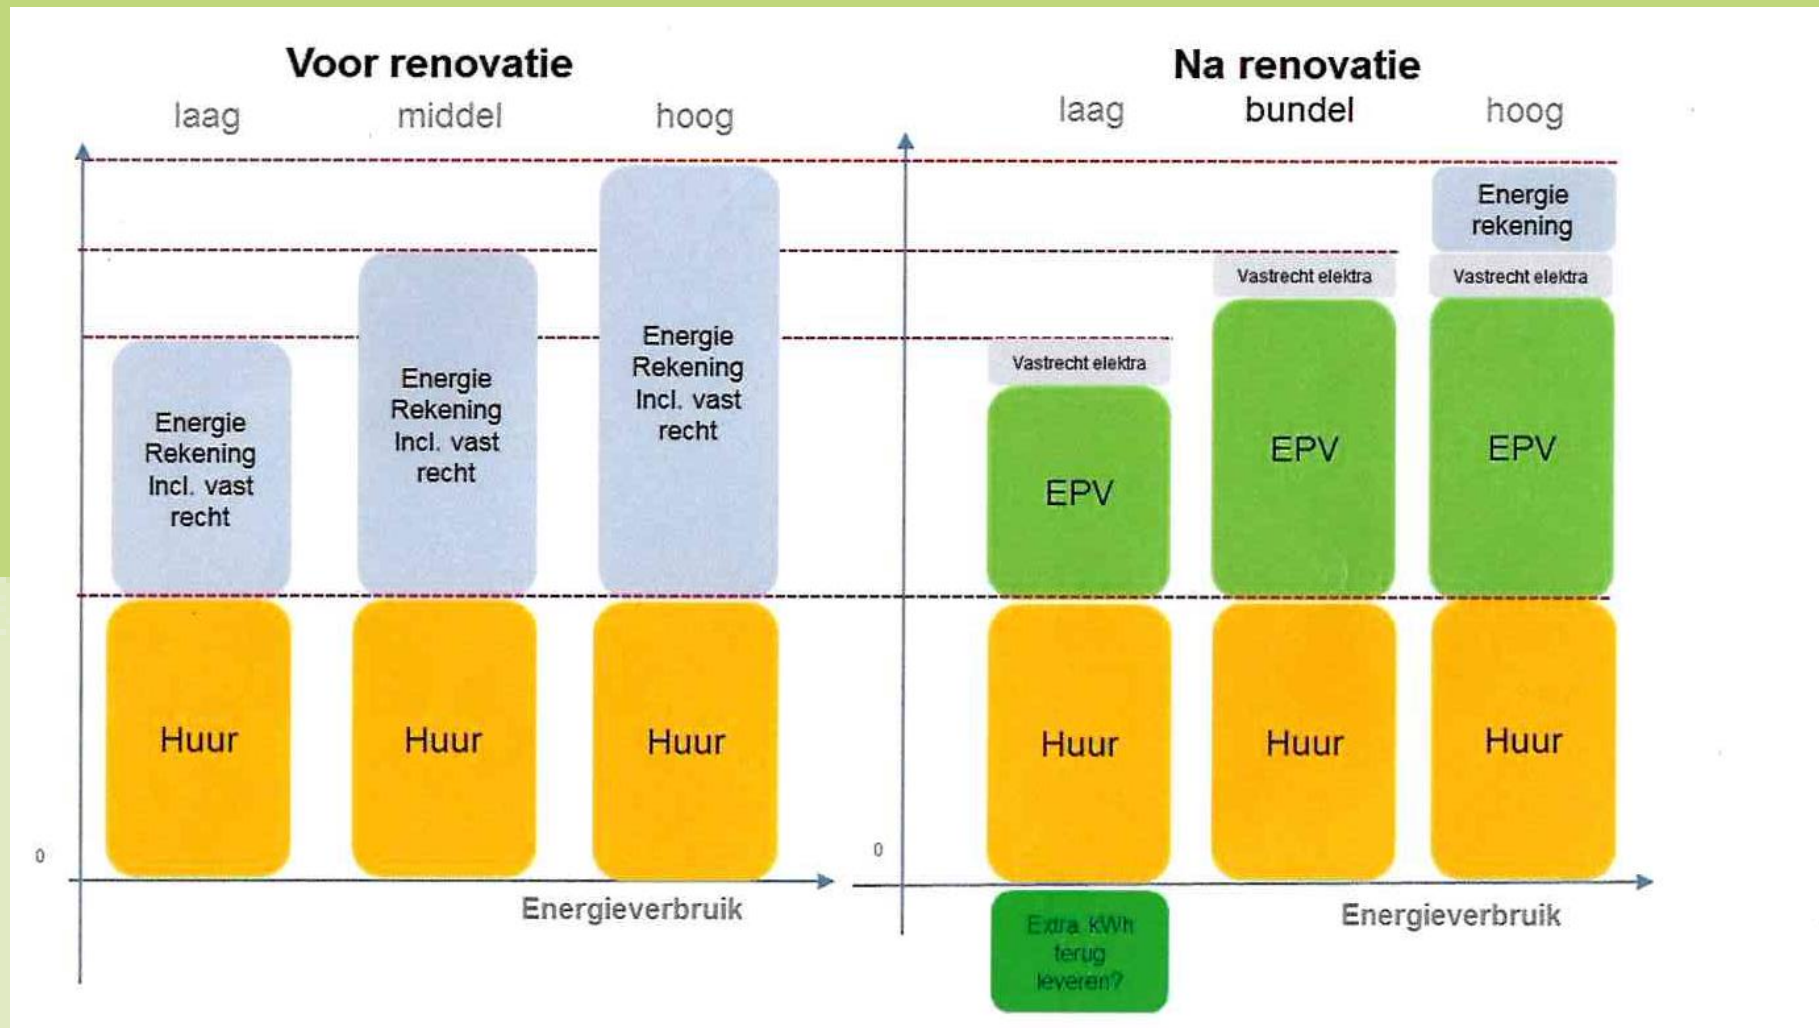 Voor renovatie
laag
middel
hoog
Energie
Rekening
Incl. vast
recht
Energie
Rekening
Incl. vast
recht
Energie
Rekening
Incl. vast
recht
Huur
Huur
Huur
0
Energieverbruik
Na renovatie
laag
bundel
hoog
Energie
rekening
Vastrecht elektra
Vastrecht elektra
Vastrecht elektra
EPV
EPV
EPV
Huur
Huur
Huur
0
Energieverbruik
Extra kWh
terug
leveren?